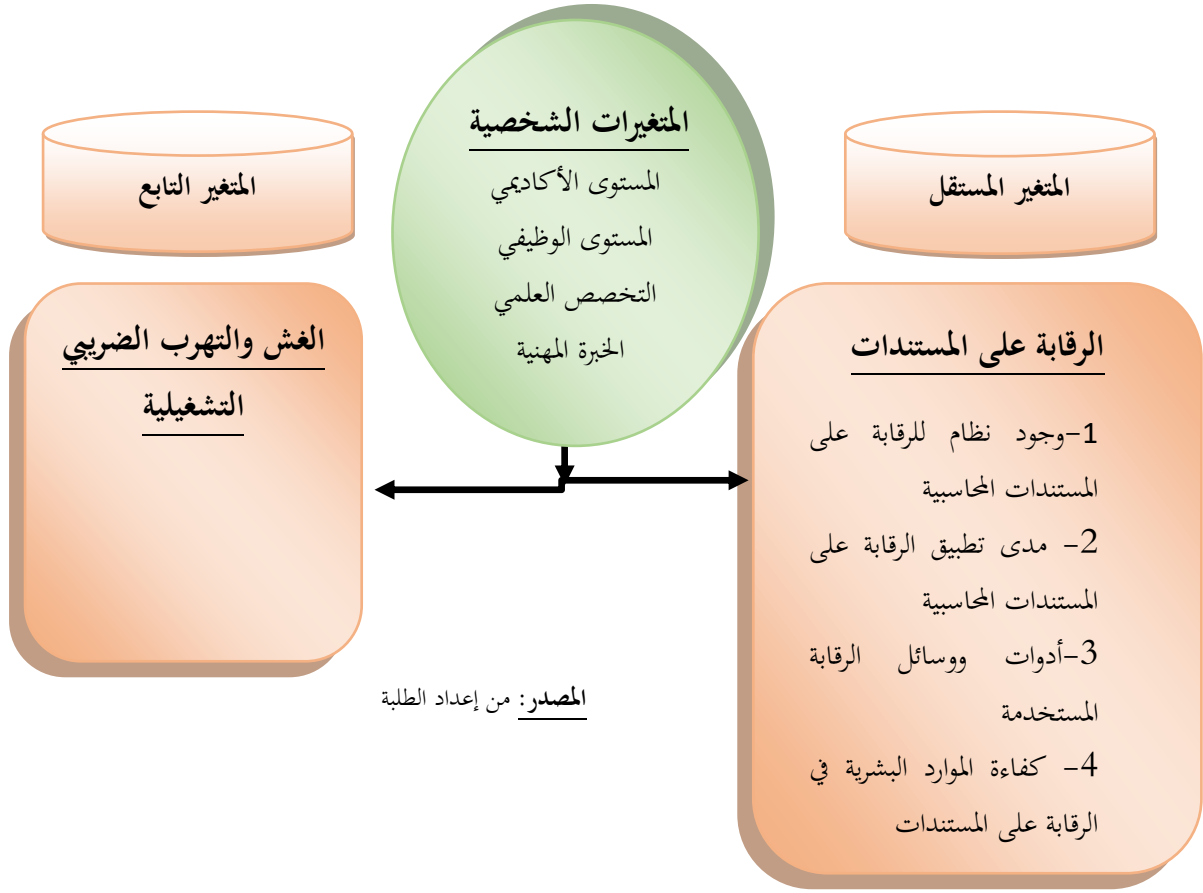 المتغيرات الشخصية
المستوى الأكاديمي
المستوى الوظيفي
التخصص العلمي
الخبرة المهنية
المتغير المستقل
المتغير التابع
الرقابة على المستندات
1-وجود نظام للرقابة على
المستندات المحاسبية
2- مدى تطبيق الرقابة على
المستندات المحاسبية
3-أدوات ووسائل الرقابة
المستخدمة
4- كفاءة الموارد البشرية في
الرقابة على المستندات
الغش والتهرب الضريبي
التشغيلية
المصدر: من إعداد الطلبة